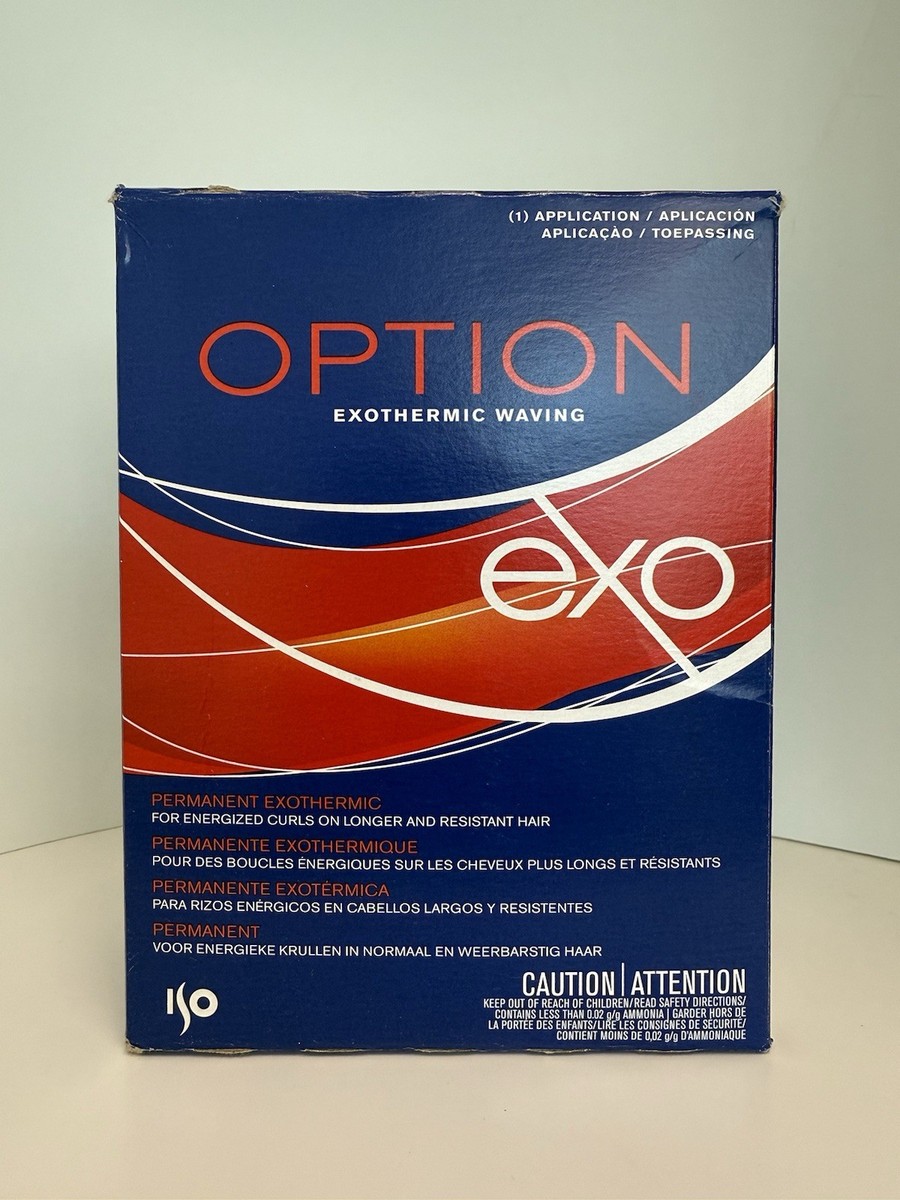 (1) APPLICATION / APLICACIÓN
APLICAÇÀO / TOEPASSING
OPTION
EXOTHERMIC WAVING
exo
PERMANENT EXOTHERMIC
FOR ENERGIZED CURLS ON LONGER AND RESISTANT HAIR
PERMANENTE EXOTHERMIQUE
POUR DES BOUCLES ÉNERGIQUES SUR LES CHEVEUX PLUS LONGS ET RÉSISTANTS
PERMANENTE EXOTÉRMICA
PARA RIZOS ENÉRGICOS EN CABELLOS LARGOS Y RESISTENTES
PERMANENT
VOOR ENERGIEKE KRULLEN IN NORMAAL EN WEERBARSTIG HAAR
ISO
CAUTION | ATTENTION
KEEP OUT OF REACH OF CHILDREN/READ SAFETY DIRECTIONS/
CONTAINS LESS THAN 0.02 g/g AMMONIA | GARDER HORS DE
LA PORTÉE DES ENFANTS/LIRE LES CONSIGNES DE SÉCURITÉ/
CONTIENT MOINS DE 0,02 g/g D'AMMONIAQUE